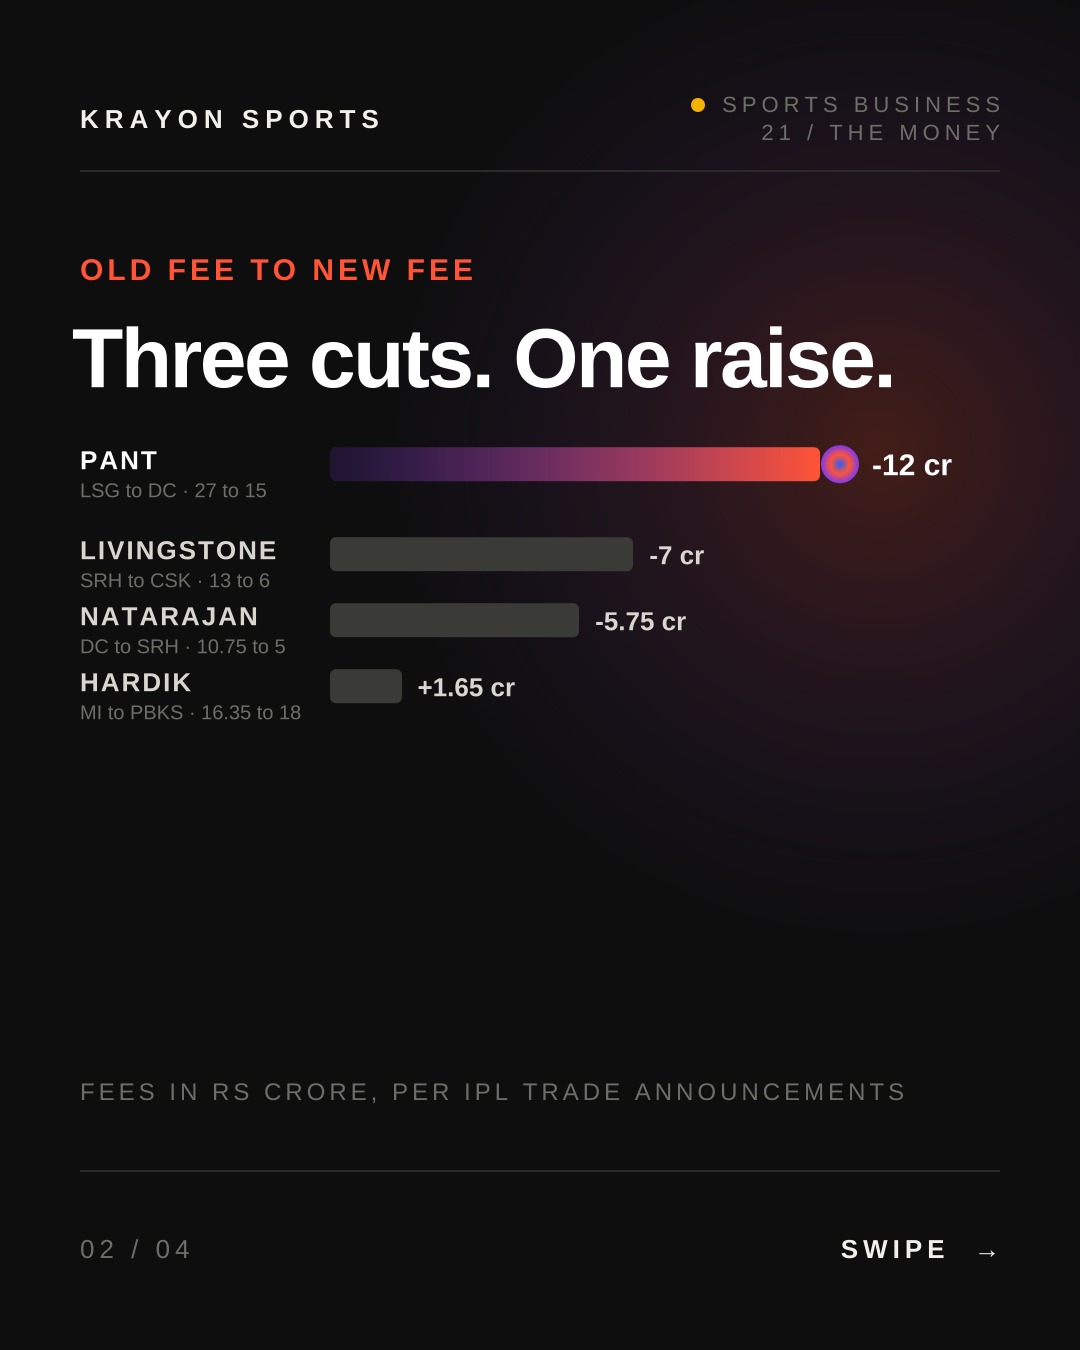 KRAYON SPORTS
SPORTS BUSINESS
21 / THE MONEY
OLD FEE TO NEW FEE
Three cuts. One raise.
PANT
LSG to DC · 27 to 15
-12 cr
LIVINGSTONE
SRH to CSK · 13 to 6
-7 cr
NATARAJAN
DC to SRH · 10.75 to 5
-5.75 cr
HARDIK
MI to PBKS · 16.35 to 18
+1.65 cr
FEES IN RS CRORE, PER IPL TRADE ANNOUNCEMENTS
02 / 04
SWIPE →